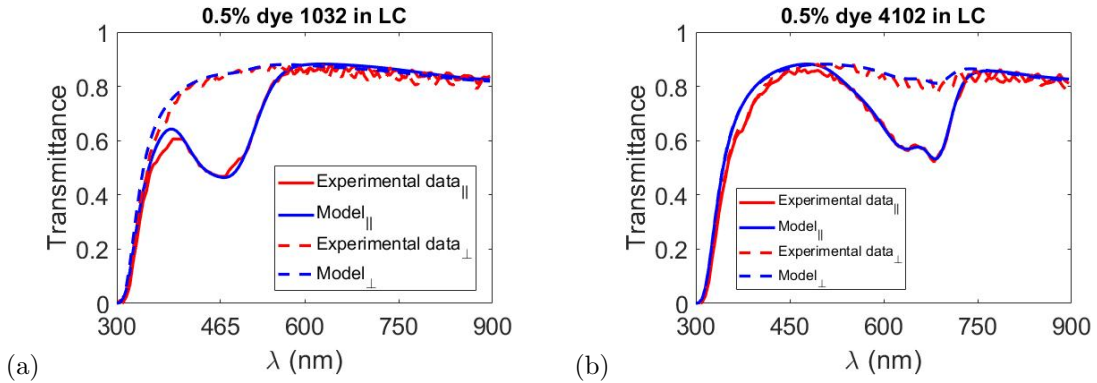 0.5% dye 1032 in LC
1
0.8
0.6
0.4
0.2
0
Transmittance
Experimental data||
Model||
Experimental data⊥
Model⊥
300 465 600 750 900
λ (nm)
(a)
0.5% dye 4102 in LC
1
0.8
0.6
0.4
0.2
0
Transmittance
Experimental data||
Model||
Experimental data⊥
Model⊥
300 450 600 750 900
λ (nm)
(b)